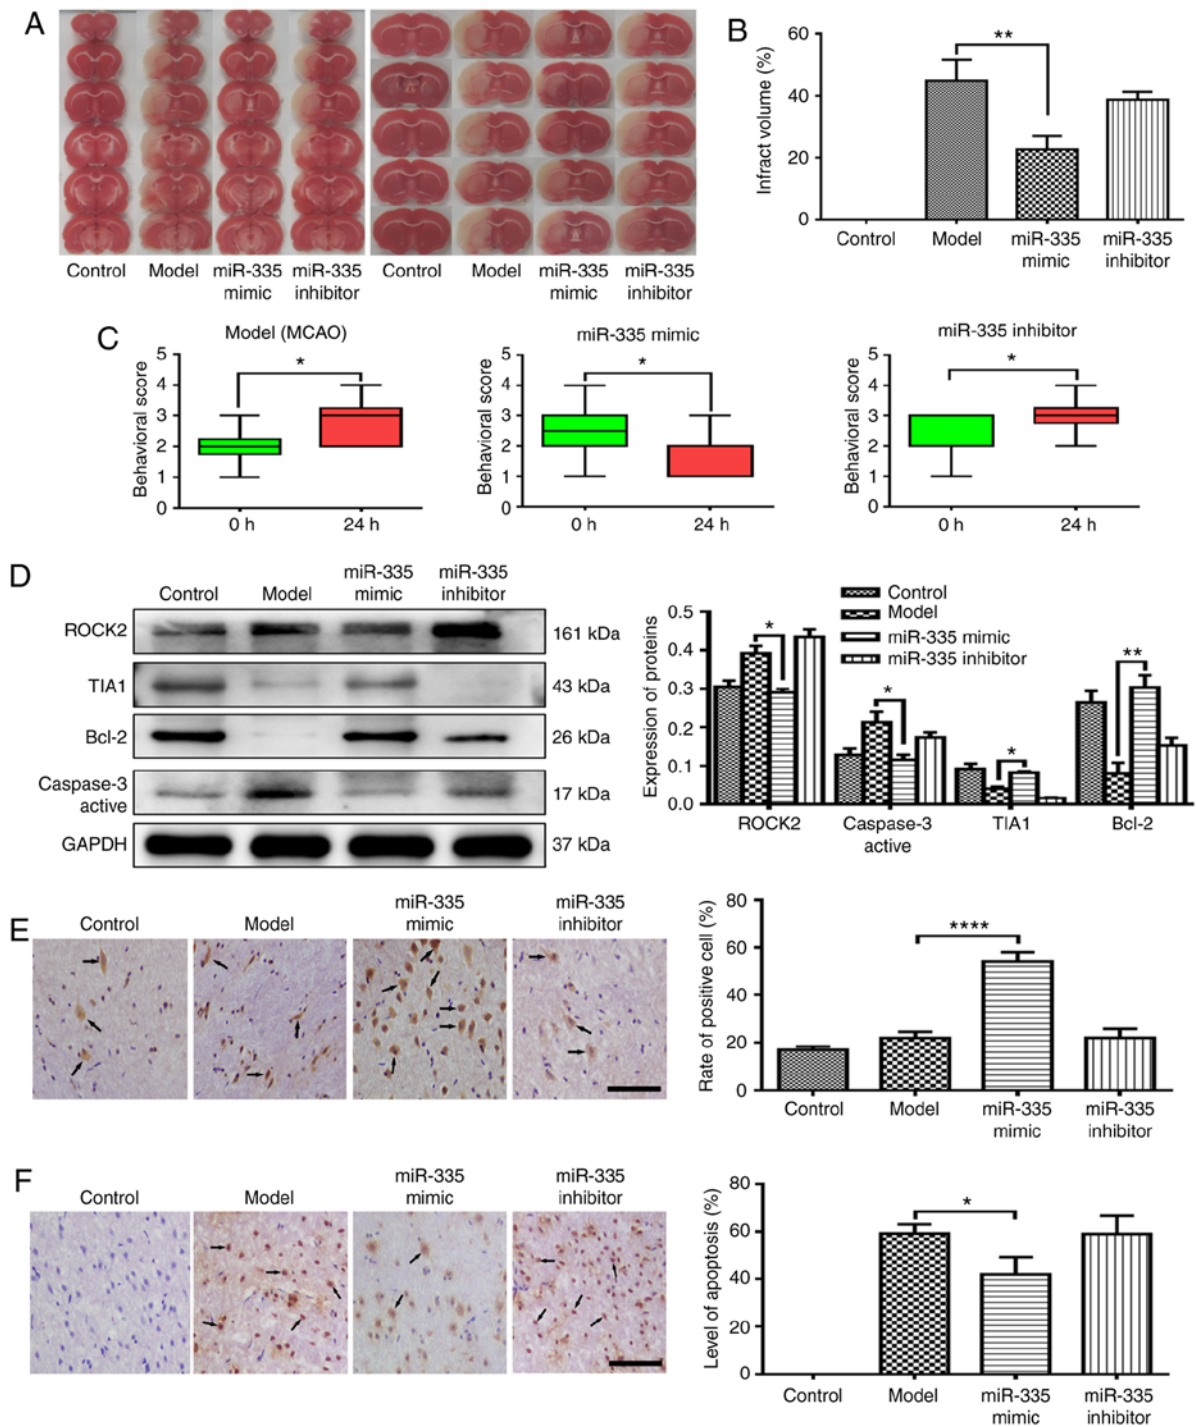 A
Control Model miR-335 mimic miR-335 inhibitor
Control Model miR-335 mimic miR-335 inhibitor
B
Infract volume (%)
60
40
20
0
**
Control Model miR-335 mimic miR-335 inhibitor
C
Model (MCAO)
Behavioral score
5
4
3
2
1
0
*
0 h 24 h
miR-335 mimic
Behavioral score
5
4
3
2
1
0
*
0 h 24 h
miR-335 inhibitor
Behavioral score
5
4
3
2
1
0
*
0 h 24 h
D
Control Model miR-335 mimic miR-335 inhibitor
ROCK2 161 kDa
TIA1 43 kDa
Bcl-2 26 kDa
Caspase-3 active 17 kDa
GAPDH 37 kDa
Control
Model
miR-335 mimic
miR-335 inhibitor
Expression of proteins
0.5
0.4
0.3
0.2
0.1
0.0
*
*
*
**
ROCK2 Caspase-3 active TIA1 Bcl-2
E
Control Model miR-335 mimic miR-335 inhibitor
Rate of positive cell (%)
80
60
40
20
0
****
Control Model miR-335 mimic miR-335 inhibitor
F
Control Model miR-335 mimic miR-335 inhibitor
Level of apoptosis (%)
80
60
40
20
0
*
Control Model miR-335 mimic miR-335 inhibitor